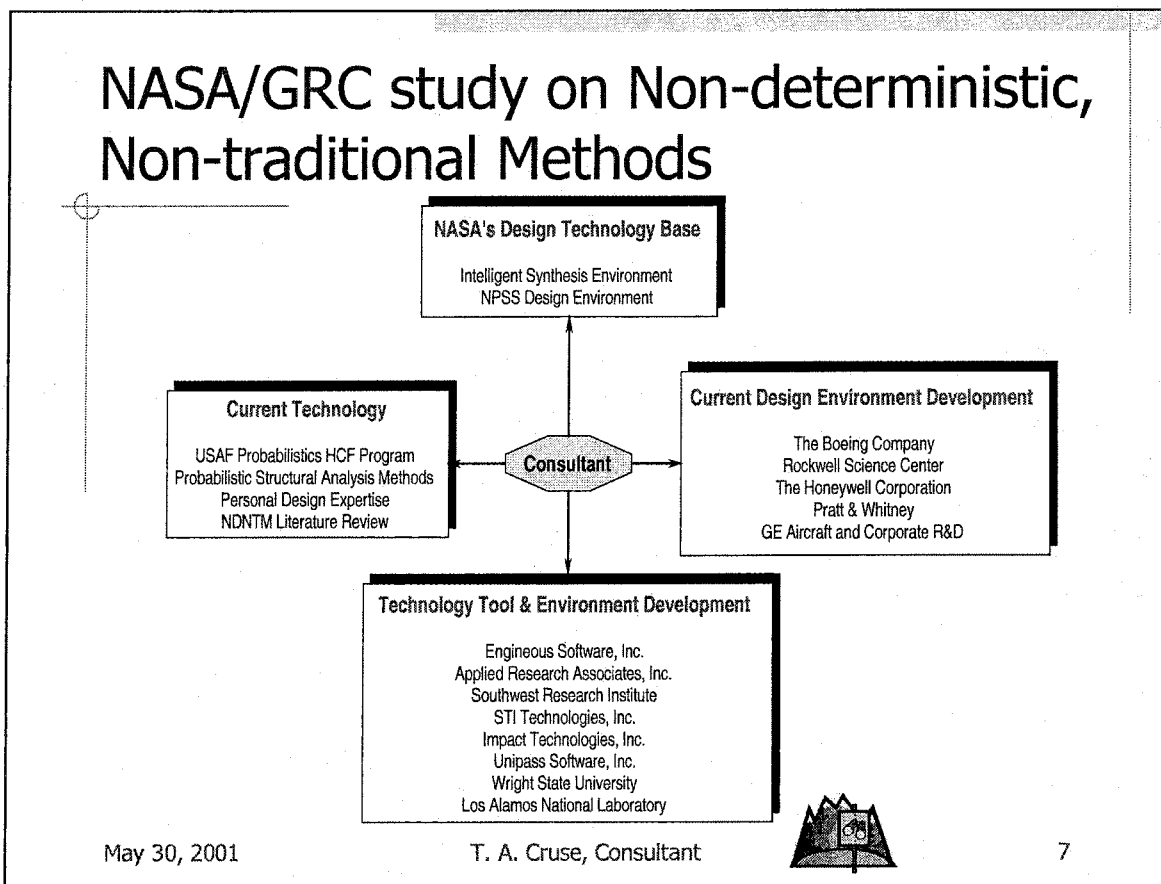 NASA/GRC study on Non-deterministic,
Non-traditional Methods
NASA's Design Technology Base
Intelligent Synthesis Environment
NPSS Design Environment
Current Technology
USAF Probabilistics HCF Program
Probabilistic Structural Analysis Methods
Personal Design Expertise
NDNTM Literature Review
Consultant
Current Design Environment Development
The Boeing Company
Rockwell Science Center
The Honeywell Corporation
Pratt & Whitney
GE Aircraft and Corporate R&D
Technology Tool & Environment Development
Engineous Software, Inc.
Applied Research Associates, Inc.
Southwest Research Institute
STI Technologies, Inc.
Impact Technologies, Inc.
Unipass Software, Inc.
Wright State University
Los Alamos National Laboratory
May 30, 2001
T. A. Cruse, Consultant
7